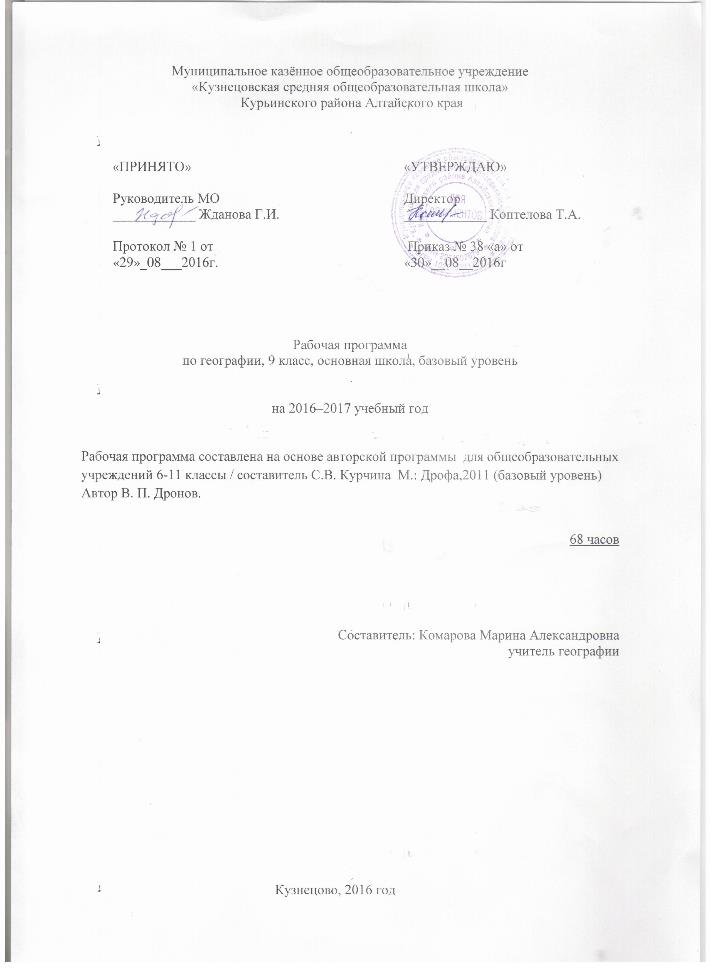 Муниципальное казённое общеобразовательное учреждение
«Кузнецовская средняя общеобразовательная школа»
Курьинского района Алтайского края
«ПРИНЯТО»
«УТВЕРЖДАЮ»
Руководитель МО
Директор
Жданова Г.И.
Коптелова Т.А.
Протокол № 1 от
Приказ № 38 «а» от
«29»_08___2016г.
«30»__08__2016г
Рабочая программа
по географии, 9 класс, основная школа, базовый уровень
на 2016–2017 учебный год
Рабочая программа составлена на основе авторской программы для общеобразовательных
учреждений 6-11 классы / составитель С.В. Курчина М.: Дрофа,2011 (базовый уровень)
Автор В. П. Дронов.
68 часов
Составитель: Комарова Марина Александровна
учитель географии
Кузнецово, 2016 год